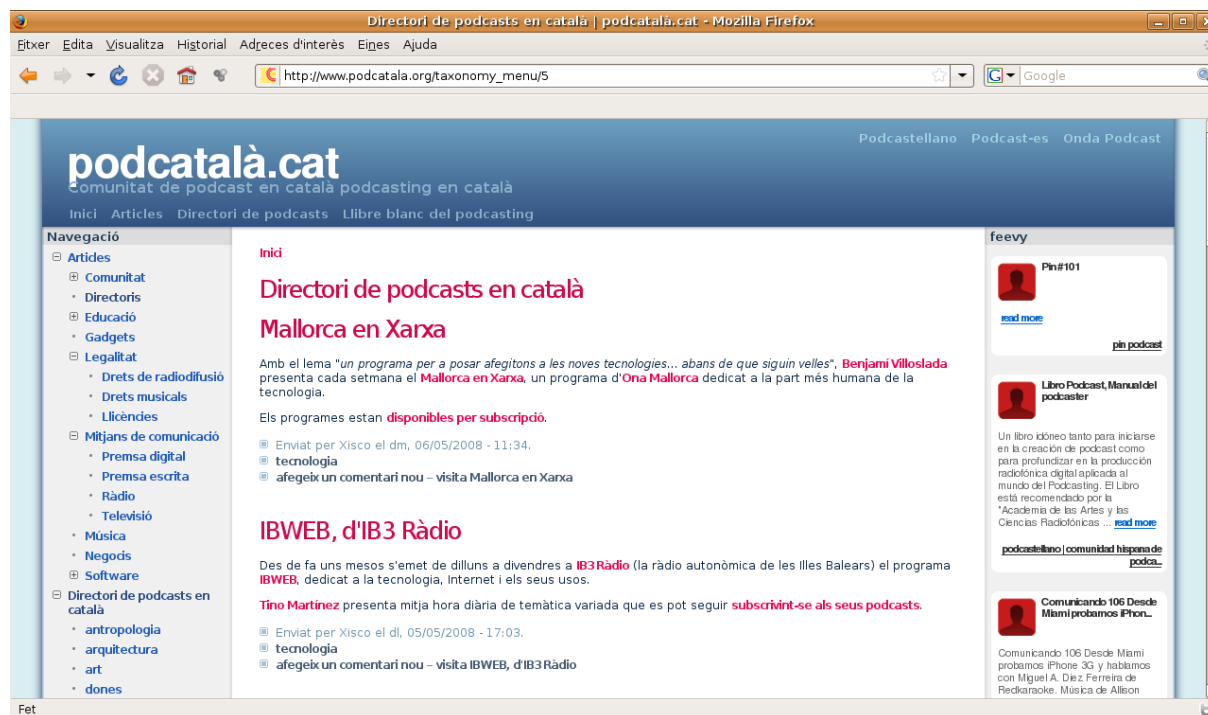 Directori de podcasts en català | podcatalà.cat - Mozilla Firefox
Fitxer Edita Visualitza Historial Adreces d'interès Eines Ajuda
http://www.podcatala.org/taxonomy_menu/5
G Google
Podcastellano Podcast-es Onda Podcast
podcatalà.cat
Comunitat de podcast en català podcasting en català
Inici Articles Directori de podcasts Llibre blanc del podcasting
Navegació
Articles
Comunitat
Directoris
Educació
Gadgets
Legalitat
Drets de radiodifusió
Drets musicals
Llicències
Mitjans de comunicació
Premsa digital
Premsa escrita
Ràdio
Televisió
Música
Negocis
Software
Directori de podcasts en
català
antropologia
arquitectura
art
dones
Inici
Directori de podcasts en català
Mallorca en Xarxa
Amb el lema "un programa per a posar afegitons a les noves tecnologies... abans de que siguin velles", Benjamí Villoslada
presenta cada setmana el Mallorca en Xarxa, un programa d'Ona Mallorca dedicat a la part més humana de la
tecnologia.
Els programes estan disponibles per subscripció.
Enviat per Xisco el dm, 06/05/2008 - 11:34.
tecnologia
afegeix un comentari nou – visita Mallorca en Xarxa
IBWEB, d'IB3 Ràdio
Des de fa uns mesos s'emet de dilluns a divendres a IB3 Ràdio (la ràdio autonòmica de les Illes Balears) el programa
IBWEB, dedicat a la tecnologia, Internet i els seus usos.
Tino Martínez presenta mitja hora diària de temàtica variada que es pot seguir subscrivint-se als seus podcasts.
Enviat per Xisco el dl, 05/05/2008 - 17:03.
tecnologia
afegeix un comentari nou – visita IBWEB, d'IB3 Ràdio
feevy
Pin#101
read more
pin podcast
Libro Podcast, Manual del
podcaster
Un libro idóneo tanto para iniciarse
en la creación de podcast como
para profundizar en la producción
radiofónica digital aplicada al
mundo del Podcasting. El Libro
está recomendado por la
"Academia de las Artes y las
Ciencias Radiofónicas ... read more
podcastellano | comunidad hispana de
podca...
Comunicando 106 Desde
Miami probamos iPhon...
Comunicando 106 Desde Miami
probamos iPhone 3G y hablamos
con Miguel A. Diez Ferreira de
Redkaraoke. Música de Allison
Fet